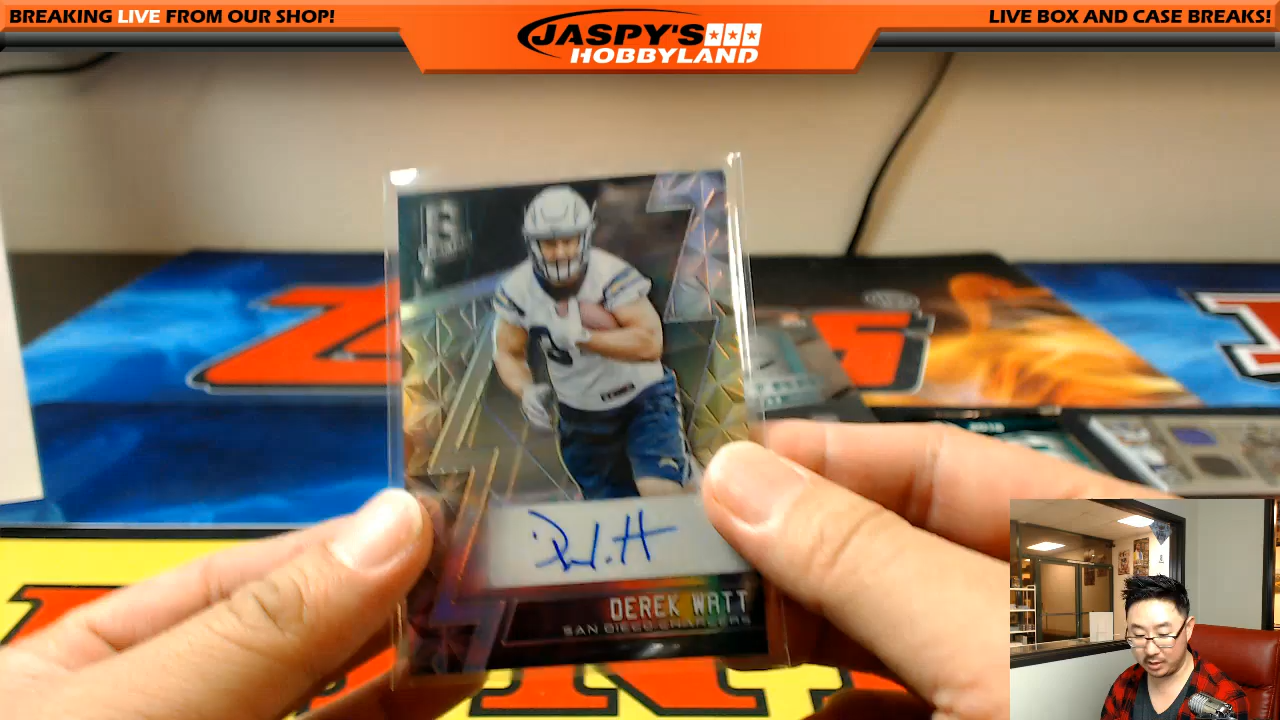 BREAKING LIVE FROM OUR SHOP!
JASPY'S
HOBBYLAND
LIVE BOX AND CASE BREAKS!
DEREK WATT
SAN DIEGO CHARGERS